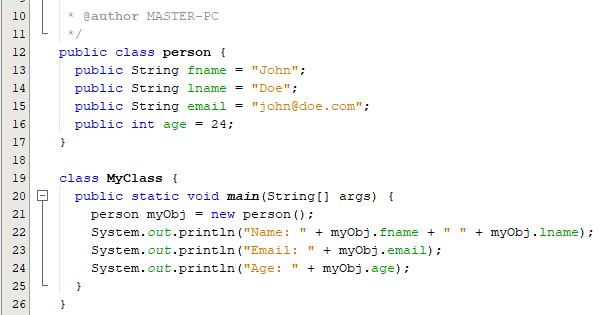 10 * @author MASTER-PC
11 */
12 public class person {
13 public String fname = "John";
14 public String lname = "Doe";
15 public String email = "john@doe.com";
16 public int age = 24;
17 }
18
19 class MyClass {
20 public static void main(String[] args) {
21 person myObj = new person();
22 System.out.println("Name: " + myObj.fname + " " + myObj.lname);
23 System.out.println("Email: " + myObj.email);
24 System.out.println("Age: " + myObj.age);
25 }
26 }